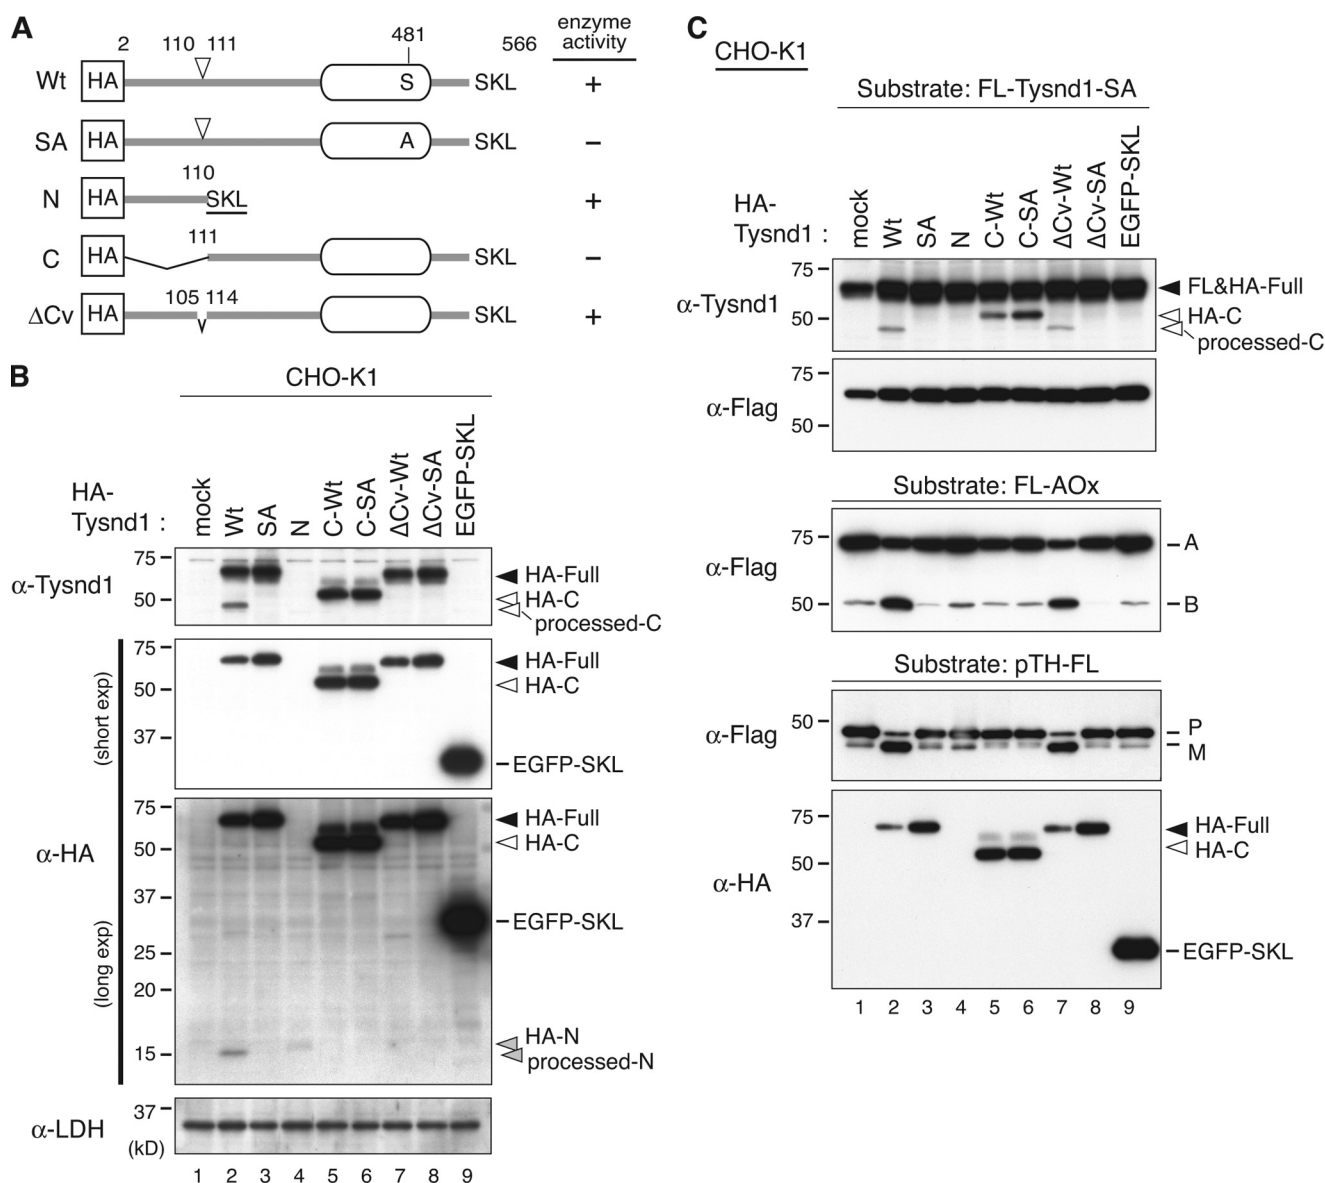 A
enzyme
activity
2 110 111 481 566
Wt HA S SKL +
SA HA A SKL −
110
N HA SKL +
111
C HA SKL −
105 114
ΔCv HA SKL +
B
CHO-K1
HA-
Tysnd1 :
mock
Wt
SA
N
C-Wt
C-SA
ΔCv-Wt
ΔCv-SA
EGFP-SKL
α-Tysnd1
75
50
HA-Full
HA-C
processed-C
(short exp)
75
50
37
HA-Full
HA-C
EGFP-SKL
α-HA
(long exp)
75
50
37
25
20
15
HA-Full
HA-C
EGFP-SKL
HA-N
processed-N
α-LDH
37
(kD)
1 2 3 4 5 6 7 8 9
C
CHO-K1
Substrate: FL-Tysnd1-SA
HA-
Tysnd1 :
mock
Wt
SA
N
C-Wt
C-SA
ΔCv-Wt
ΔCv-SA
EGFP-SKL
α-Tysnd1
75
50
FL&HA-Full
HA-C
processed-C
α-Flag
75
50
Substrate: FL-AOx
α-Flag
75
50
A
B
Substrate: pTH-FL
α-Flag
50
P
M
α-HA
75
50
37
HA-Full
HA-C
EGFP-SKL
1 2 3 4 5 6 7 8 9